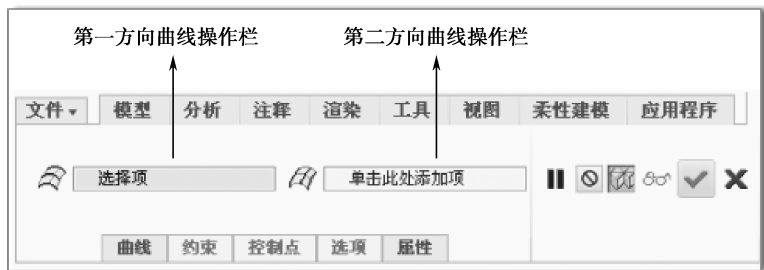 第一方向曲线操作栏 第二方向曲线操作栏
文件 模型 分析 注释 渲染 工具 视图 柔性建模 应用程序
选择项 单击此处添加项
曲线 约束 控制点 选项 属性